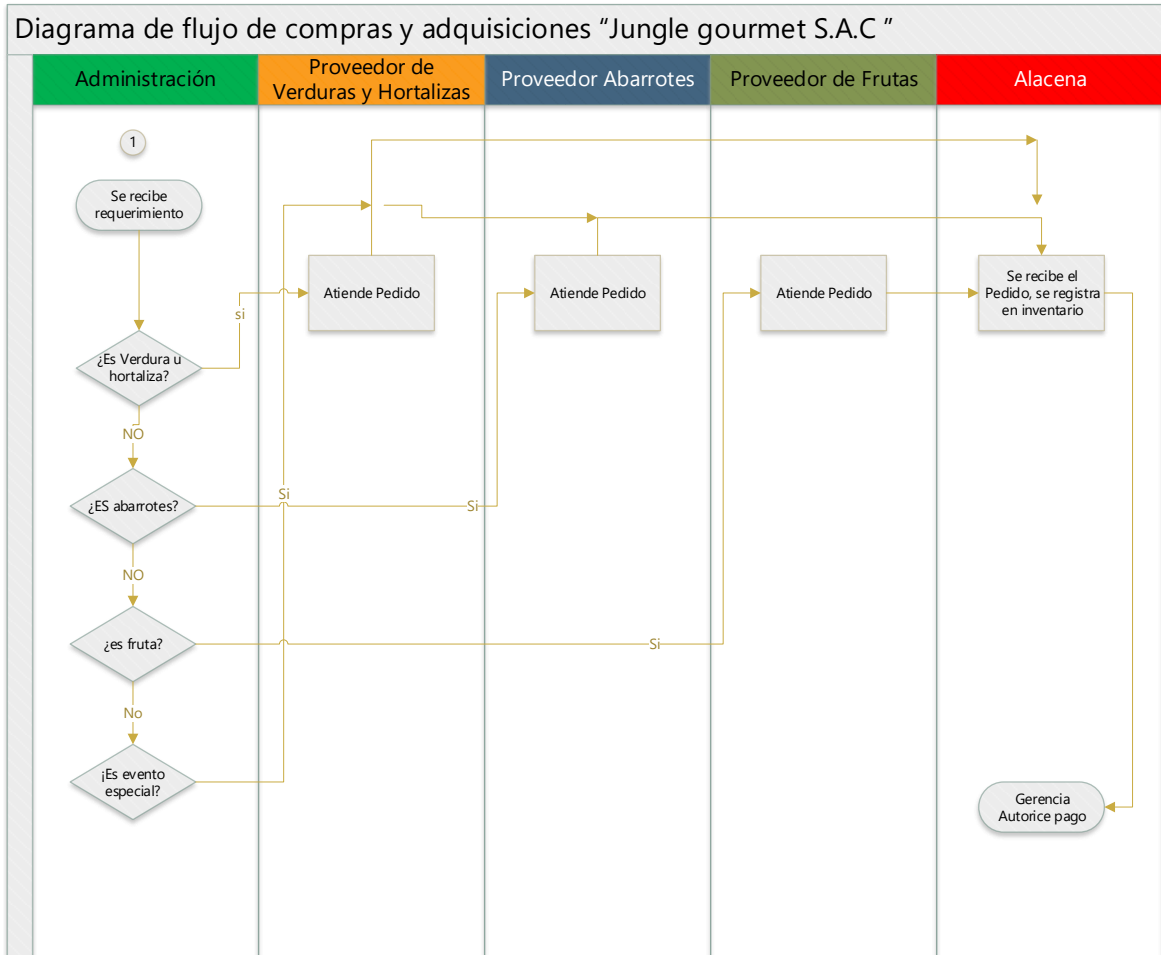 Diagrama de flujo de compras y adquisiciones “Jungle gourmet S.A.C ”
Administración
Proveedor de
Verduras y Hortalizas
Proveedor Abarrotes
Proveedor de Frutas
Alacena
1
Se recibe
requerimiento
Atiende Pedido
Atiende Pedido
Atiende Pedido
Se recibe el
Pedido, se registra
en inventario
si
¿Es Verdura u
hortaliza?
NO
¿ES abarrotes?
Si
Si
NO
¿es fruta?
Si
No
¡Es evento
especial?
Gerencia
Autorice pago